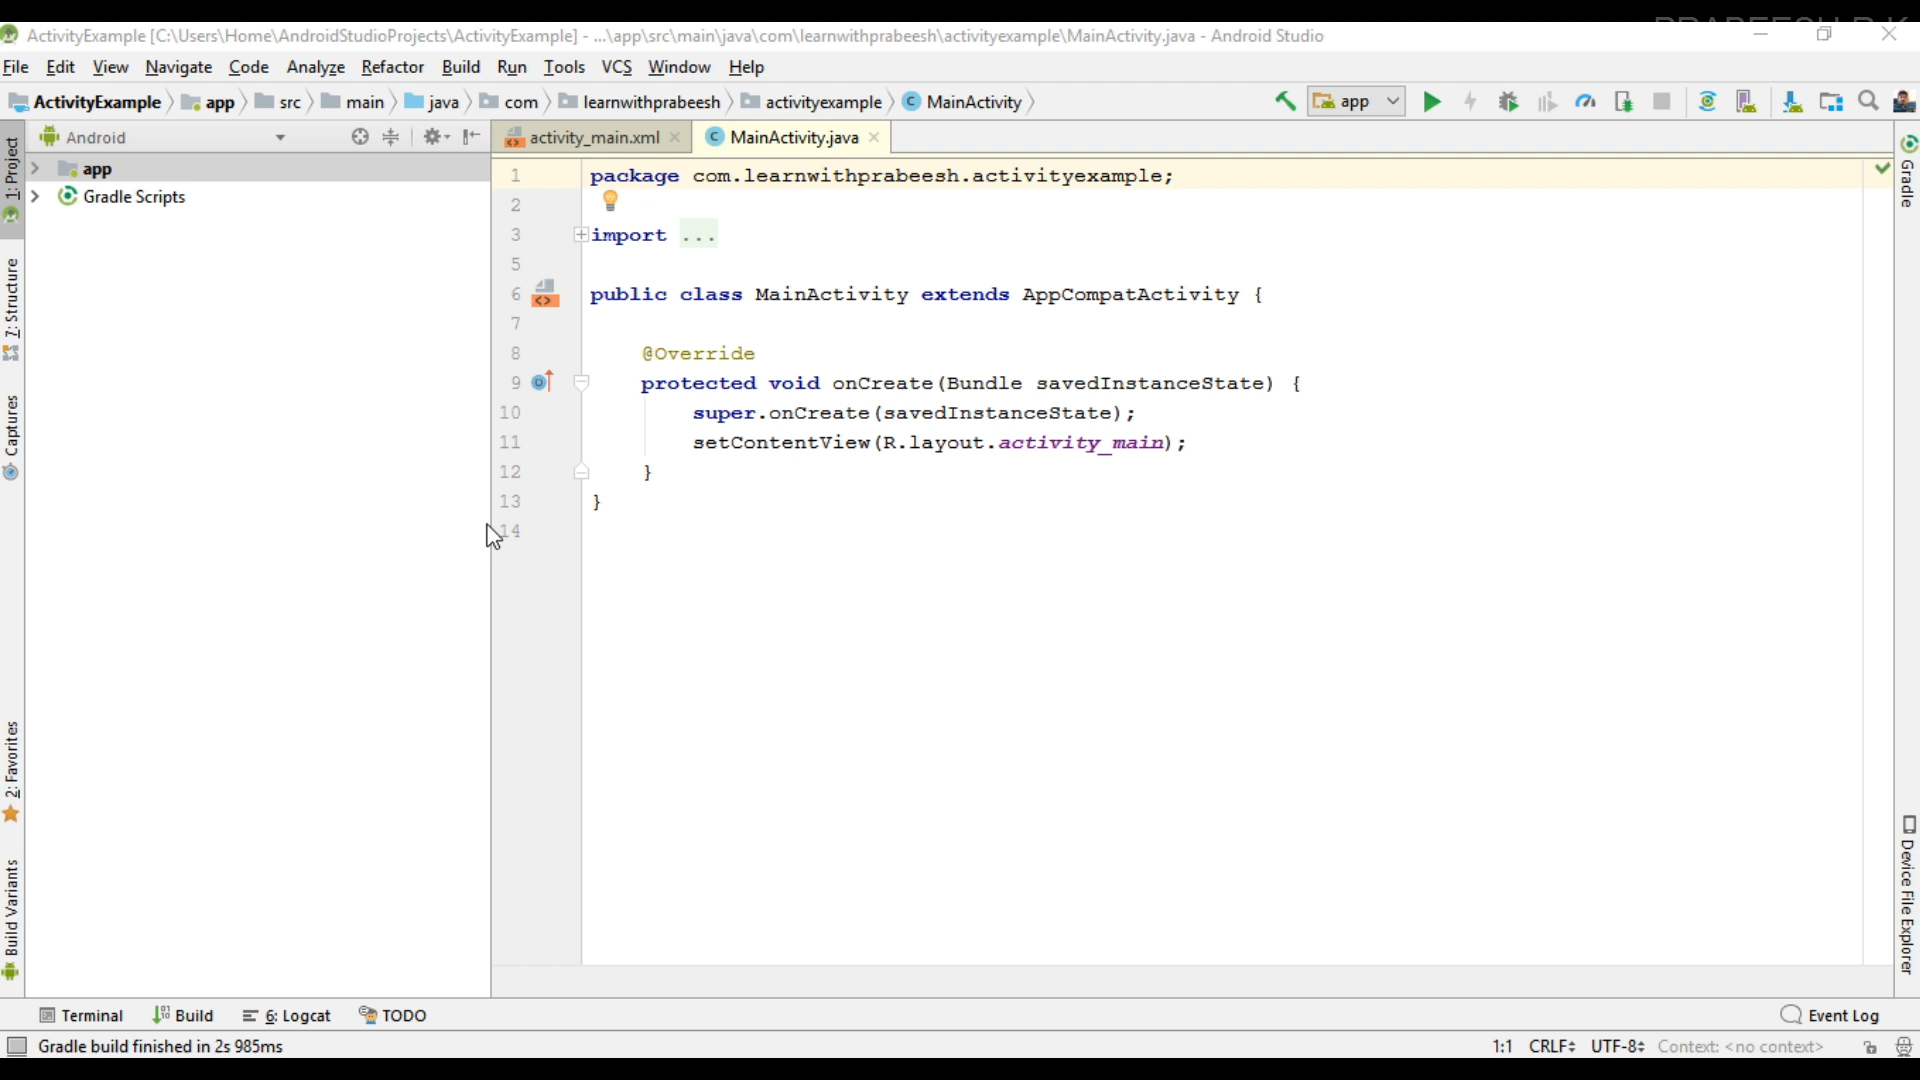 ActivityExample [C:\Users\Home\AndroidStudioProjects\ActivityExample] - ...\app\src\main\java\com\learnwithprabeesh\activityexample\MainActivity.java - Android Studio
File Edit View Navigate Code Analyze Refactor Build Run Tools VCS Window Help
ActivityExample app src main java com learnwithprabeesh activityexample MainActivity app
Android
activity_main.xml MainActivity.java
app
Gradle Scripts
1: Project
7: Structure
Captures
2: Favorites
Build Variants
1 package com.learnwithprabeesh.activityexample;
2
3 import ...
5
6 public class MainActivity extends AppCompatActivity {
7
8 @Override
9 protected void onCreate(Bundle savedInstanceState) {
10 super.onCreate(savedInstanceState);
11 setContentView(R.layout.activity_main);
12 }
13 }
14
Gradle
Device File Explorer
Terminal Build 6: Logcat TODO Event Log
Gradle build finished in 2s 985ms 1:1 CRLF UTF-8 Context: <no context>